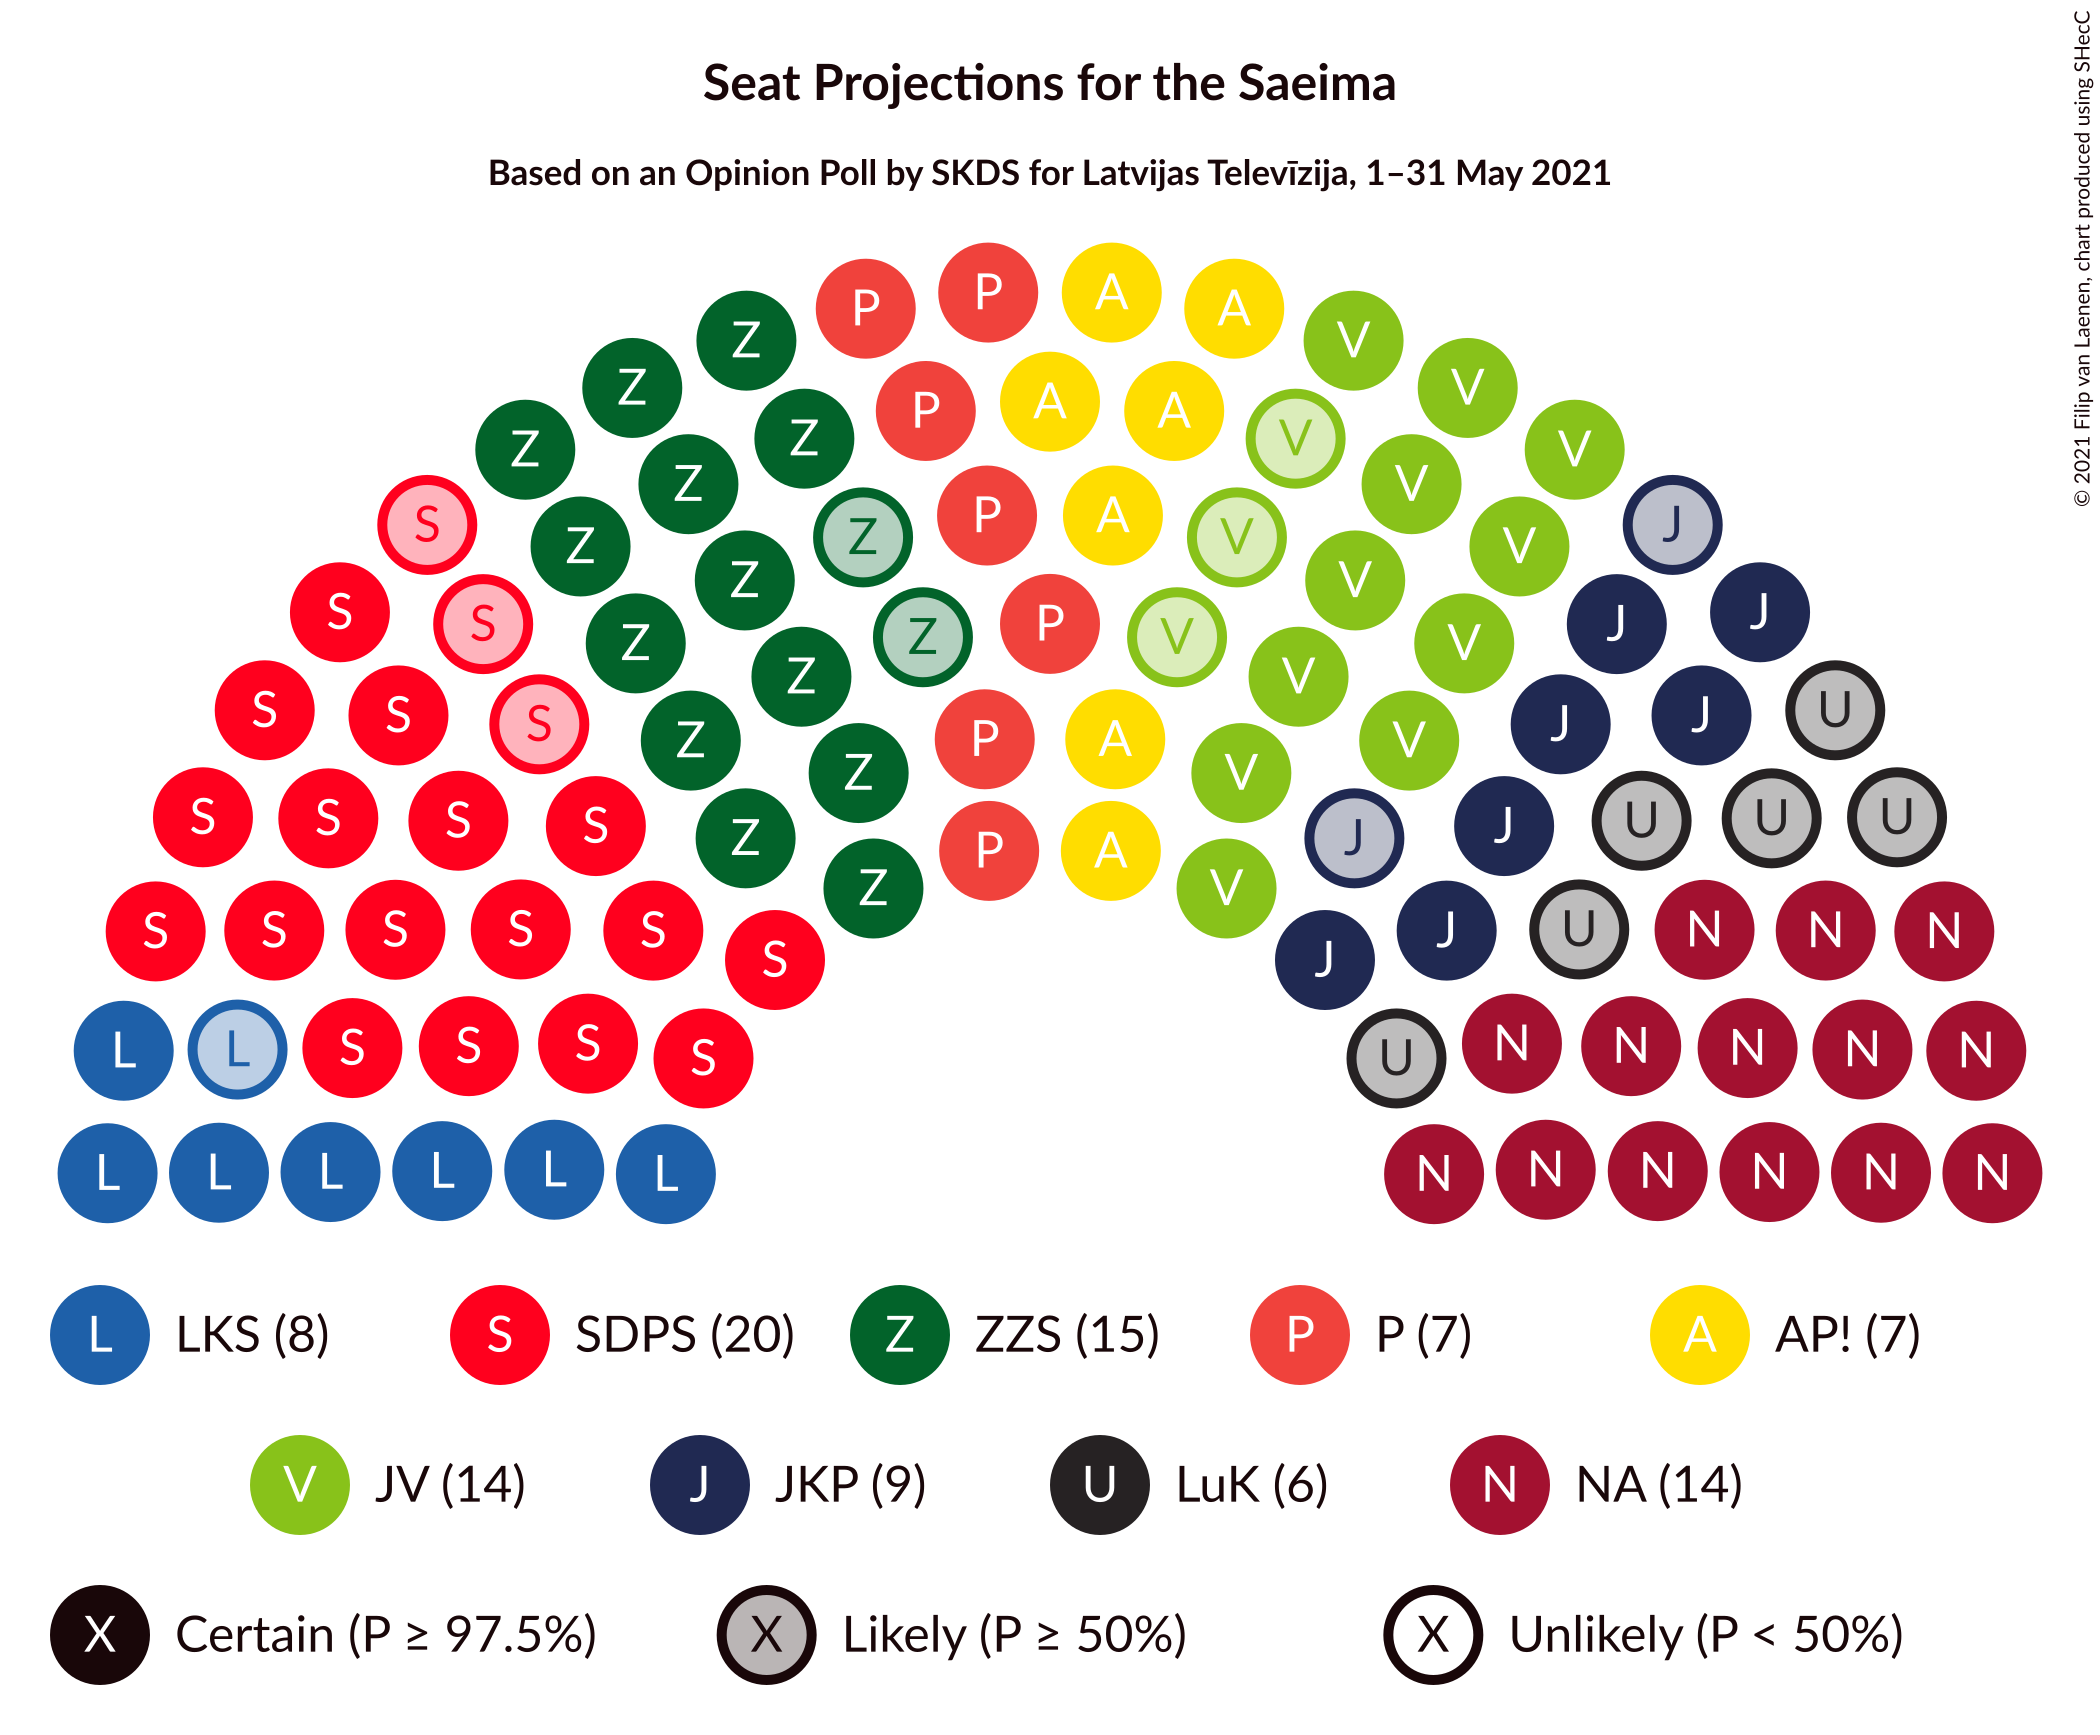 Seat Projections for the Saeima
Based on an Opinion Poll by SKDS for Latvijas Televīzija, 1–31 May 2021
© 2021 Filip van Laenen, chart produced using SHecC
P P A A
Z Z V V
Z P A A V V
Z Z Z V V V
S Z Z P A V V V J
S S Z Z P V V V J J
S S S Z Z P A V V J J U
S S S S Z Z P A V J J U U U
S S S S S S J J U N N N
L L S S S S U N N N N N
L L L L L L N N N N N N
L LKS (8) S SDPS (20) Z ZZS (15) P P (7) A AP! (7)
V JV (14) J JKP (9) U LuK (6) N NA (14)
X Certain (P ≥ 97.5%) X Likely (P ≥ 50%) X Unlikely (P < 50%)